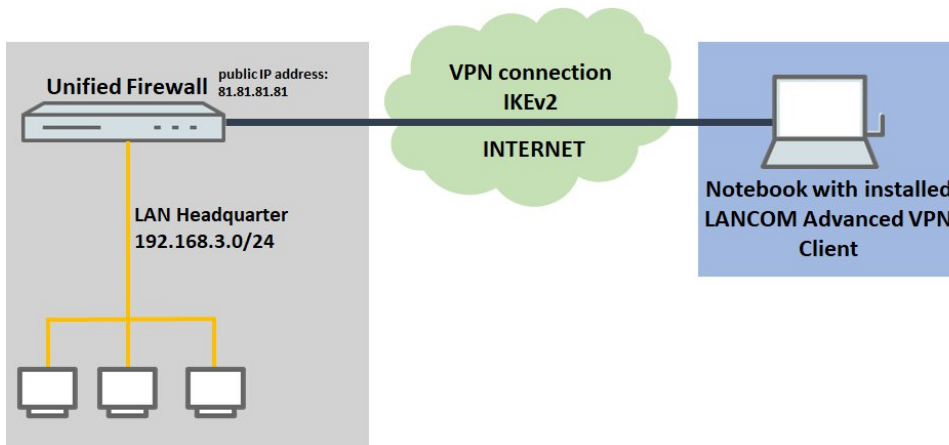 Unified Firewall
public IP address:
81.81.81.81
VPN connection
IKEv2
INTERNET
LAN Headquarter
192.168.3.0/24
Notebook with installed
LANCOM Advanced VPN
Client